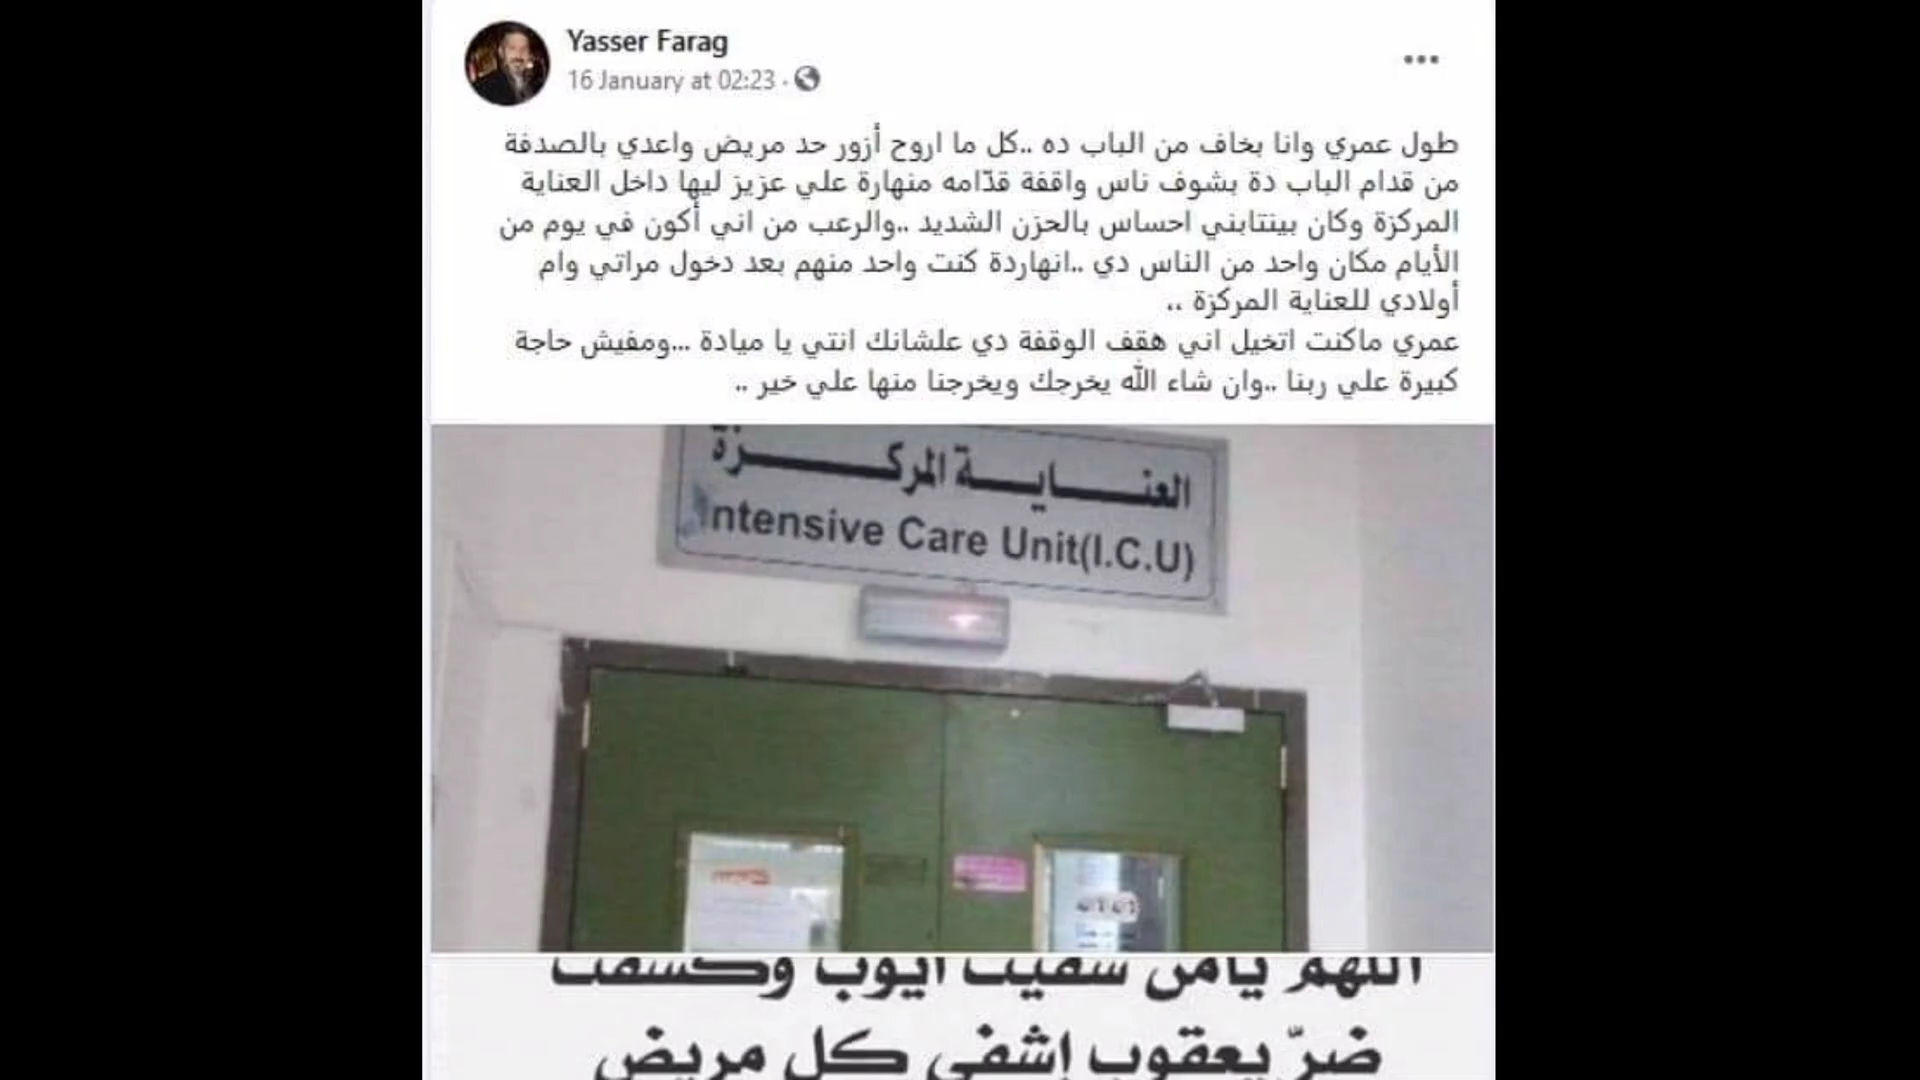 Yasser Farag
16 January at 02:23
طول عمري وانا بخاف من الباب ده ..كل ما اروح أزور حد مريض واعدي بالصدفة
من قدام الباب دة بشوف ناس واقفة قدّامه منهارة علي عزيز ليها داخل العناية
المركزة وكان بينتابني احساس بالحزن الشديد ..والرعب من اني أكون في يوم من
الأيام مكان واحد من الناس دي ..انهاردة كنت واحد منهم بعد دخول مراتي وام
أولادي للعناية المركزة ..
عمري ماكنت اتخيل اني هقف الوقفة دي علشانك انتي يا ميادة ...ومفيش حاجة
كبيرة علي ربنا ..وان شاء الله يخرجك ويخرجنا منها علي خير ..
العنــــايــــة المركـــــــزة
Intensive Care Unit(I.C.U)
اللهم يامن شفيت ايوب وكشفت
ضرّ يعقوب إشفي كل مريض